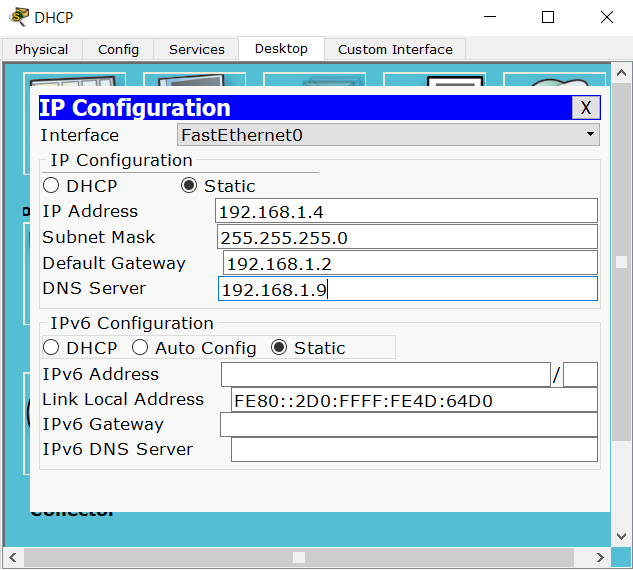 DHCP
Physical Config Services Desktop Custom Interface
IP Configuration X
Interface FastEthernet0
IP Configuration
DHCP Static
IP Address 192.168.1.4
Subnet Mask 255.255.255.0
Default Gateway 192.168.1.2
DNS Server 192.168.1.9
IPv6 Configuration
DHCP Auto Config Static
IPv6 Address /
Link Local Address FE80::2D0:FFFF:FE4D:64D0
IPv6 Gateway
IPv6 DNS Server
Collector